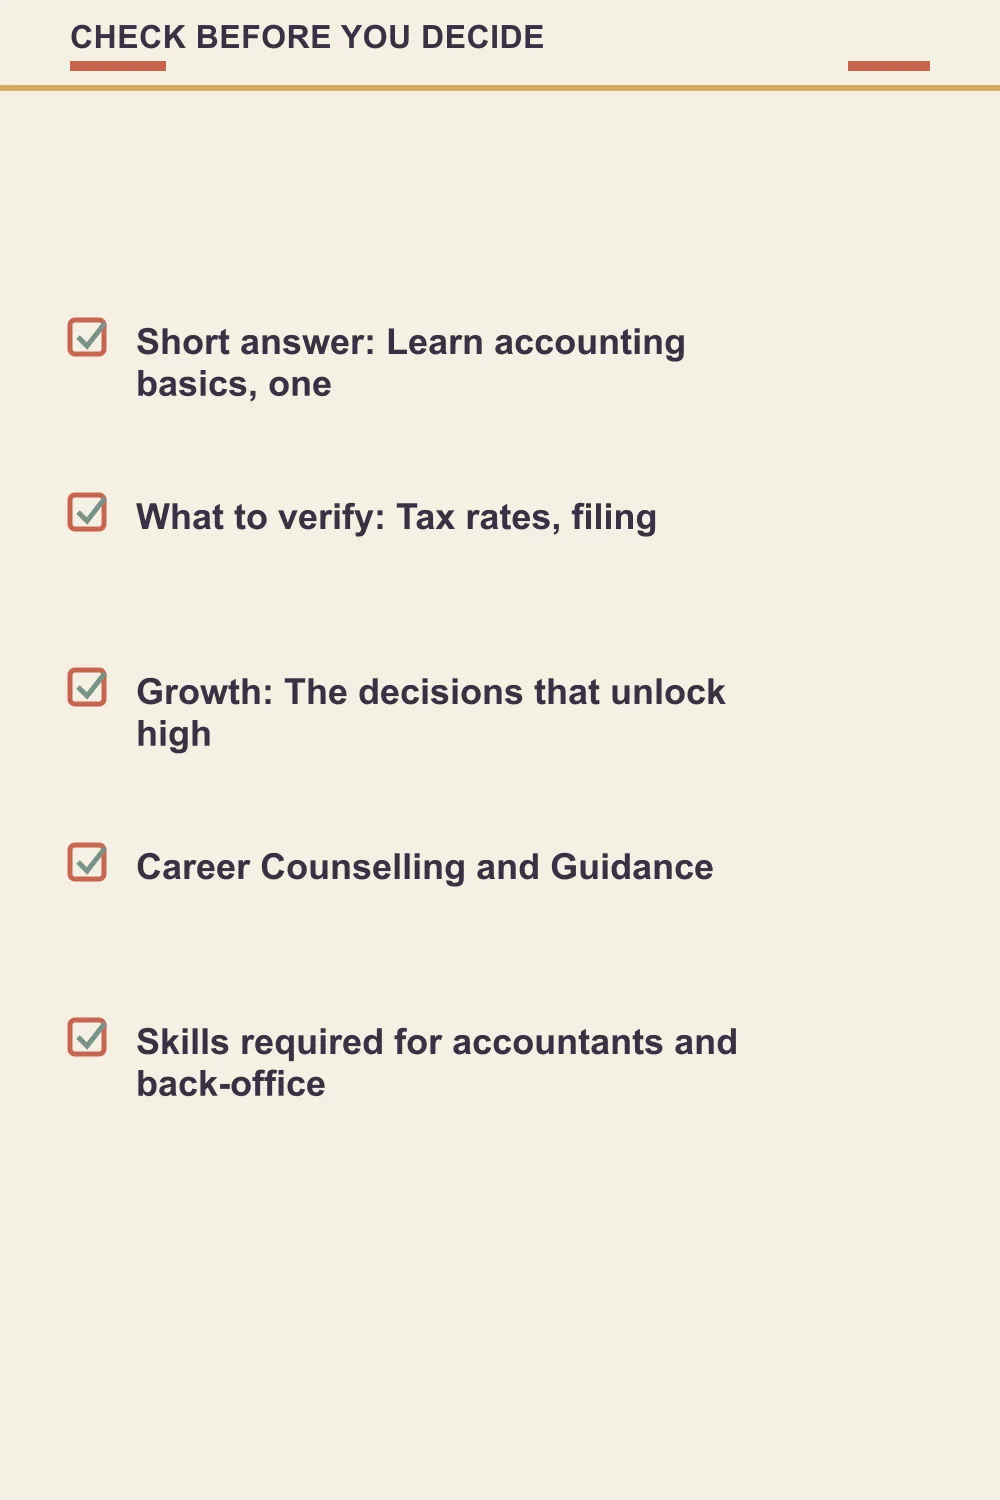 CHECK BEFORE YOU DECIDE
Short answer: Learn accounting
basics, one
What to verify: Tax rates, filing
Growth: The decisions that unlock
high
Career Counselling and Guidance
Skills required for accountants and
back-office